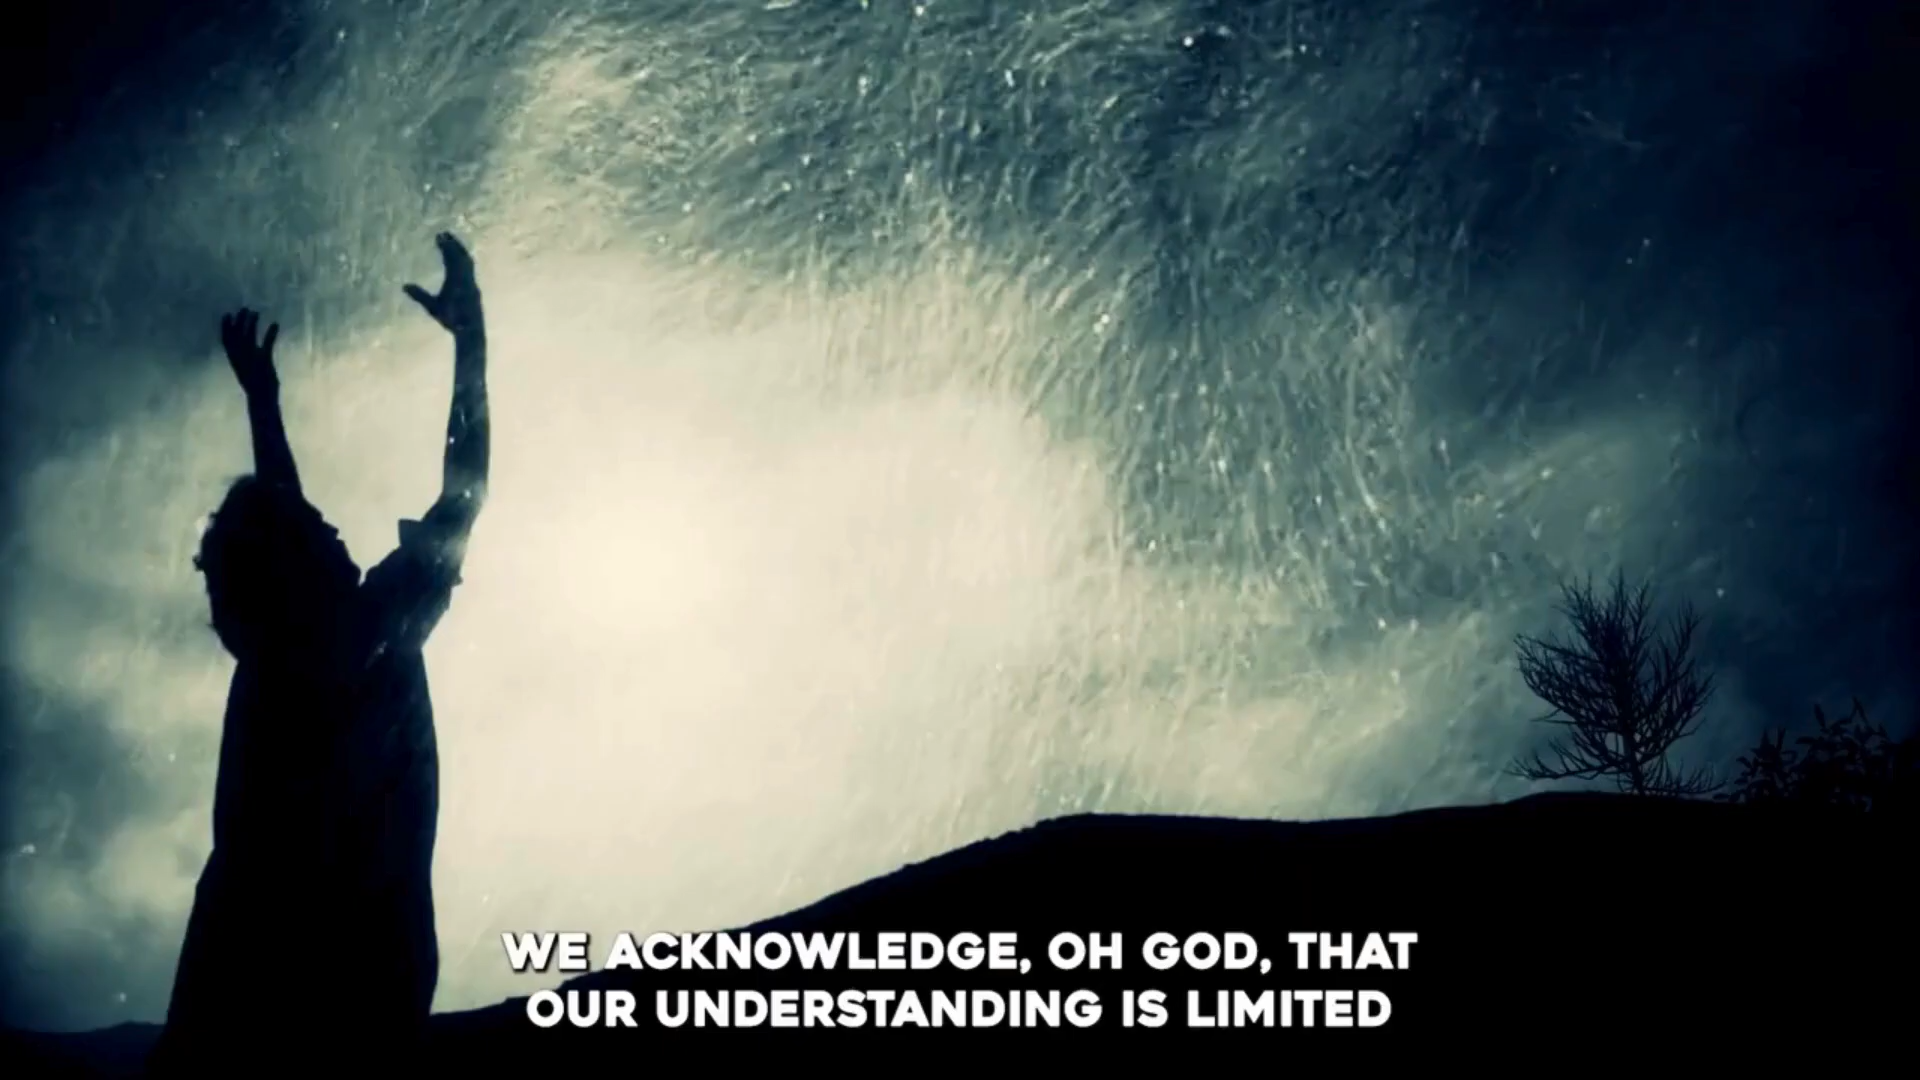 WE ACKNOWLEDGE, OH GOD, THAT
OUR UNDERSTANDING IS LIMITED